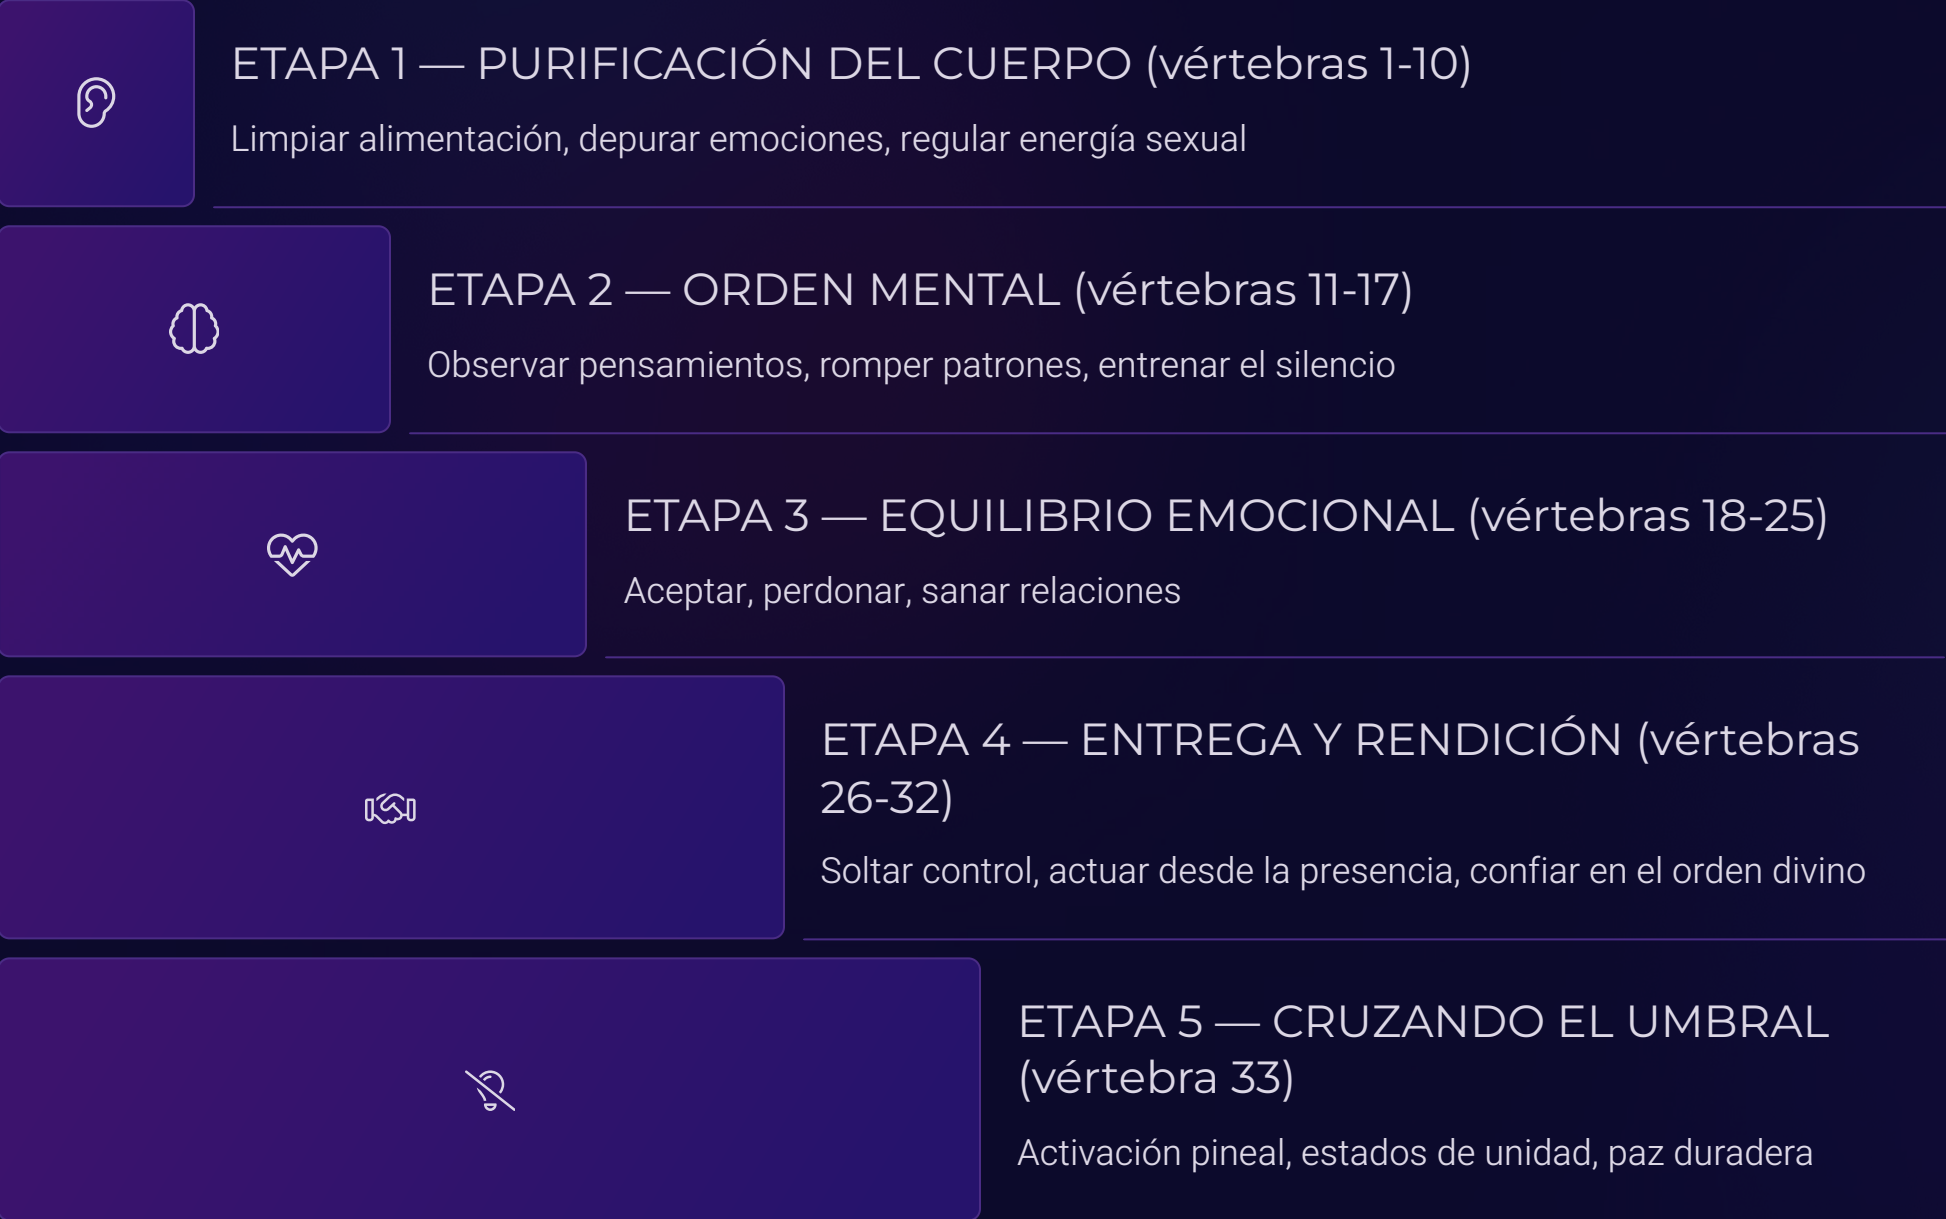 ETAPA 1 — PURIFICACIÓN DEL CUERPO (vértebras 1-10)
Limpiar alimentación, depurar emociones, regular energía sexual
ETAPA 2 — ORDEN MENTAL (vértebras 11-17)
Observar pensamientos, romper patrones, entrenar el silencio
ETAPA 3 — EQUILIBRIO EMOCIONAL (vértebras 18-25)
Aceptar, perdonar, sanar relaciones
ETAPA 4 — ENTREGA Y RENDICIÓN (vértebras
26-32)
Soltar control, actuar desde la presencia, confiar en el orden divino
ETAPA 5 — CRUZANDO EL UMBRAL
(vértebra 33)
Activación pineal, estados de unidad, paz duradera